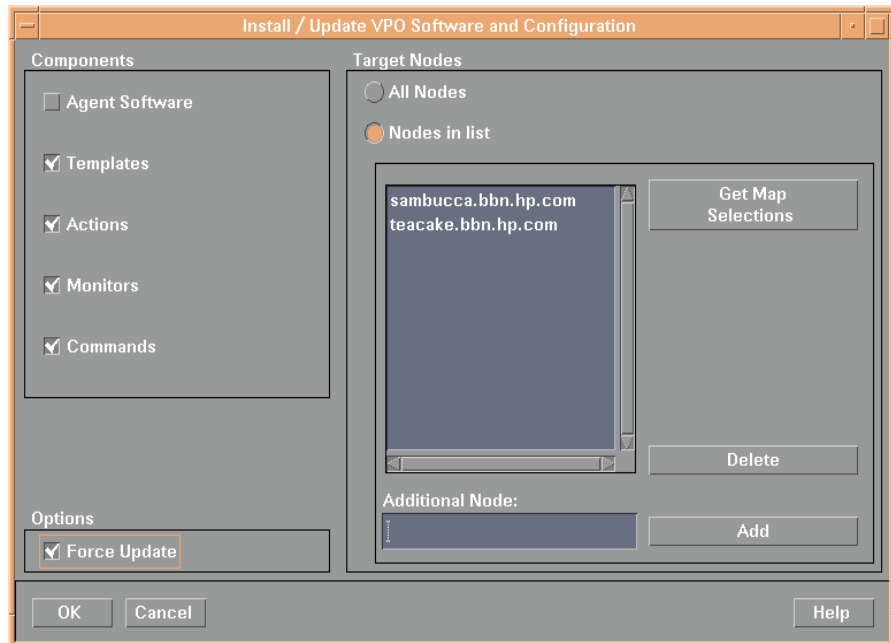 Install / Update VPO Software and Configuration
Components
Agent Software
Templates
Actions
Monitors
Commands
Options
Force Update
Target Nodes
All Nodes
Nodes in list
sambucca.bbn.hp.com
teacake.bbn.hp.com
Get Map
Selections
Delete
Additional Node:
Add
OK
Cancel
Help